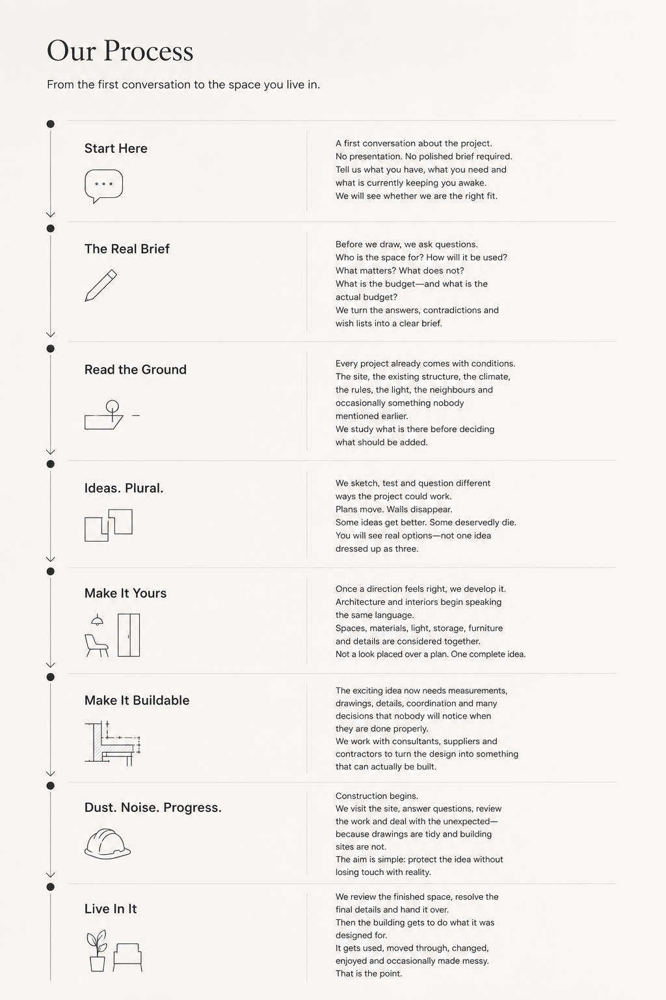 Our Process
From the first conversation to the space you live in.
Start Here
A first conversation about the project.
No presentation. No polished brief required.
Tell us what you have, what you need and
what is currently keeping you awake.
We will see whether we are the right fit.
The Real Brief
Before we draw, we ask questions.
Who is the space for? How will it be used?
What matters? What does not?
What is the budget—and what is the
actual budget?
We turn the answers, contradictions and
wish lists into a clear brief.
Read the Ground
Every project already comes with conditions.
The site, the existing structure, the climate,
the rules, the light, the neighbours and
occasionally something nobody
mentioned earlier.
We study what is there before deciding
what should be added.
Ideas. Plural.
We sketch, test and question different
ways the project could work.
Plans move. Walls disappear.
Some ideas get better. Some deservedly die.
You will see real options—not one idea
dressed up as three.
Make It Yours
Once a direction feels right, we develop it.
Architecture and interiors begin speaking
the same language.
Spaces, materials, light, storage, furniture
and details are considered together.
Not a look placed over a plan. One complete idea.
Make It Buildable
The exciting idea now needs measurements,
drawings, details, coordination and many
decisions that nobody will notice when
they are done properly.
We work with consultants, suppliers and
contractors to turn the design into something
that can actually be built.
Dust. Noise. Progress.
Construction begins.
We visit the site, answer questions, review
the work and deal with the unexpected—
because drawings are tidy and building
sites are not.
The aim is simple: protect the idea without
losing touch with reality.
Live In It
We review the finished space, resolve the
final details and hand it over.
Then the building gets to do what it was
designed for.
It gets used, moved through, changed,
enjoyed and occasionally made messy.
That is the point.